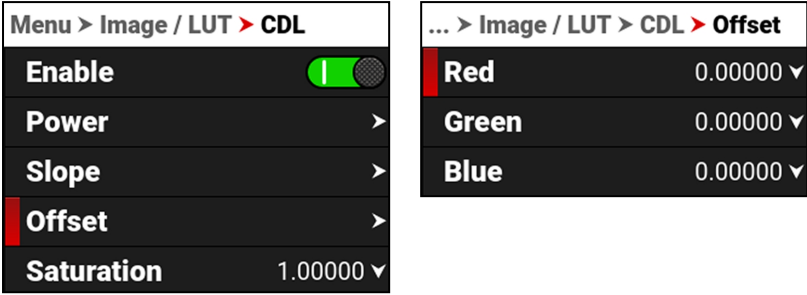 Menu > Image / LUT > CDL
Enable
Power
Slope
Offset
Saturation 1.00000
... > Image / LUT > CDL > Offset
Red 0.00000
Green 0.00000
Blue 0.00000